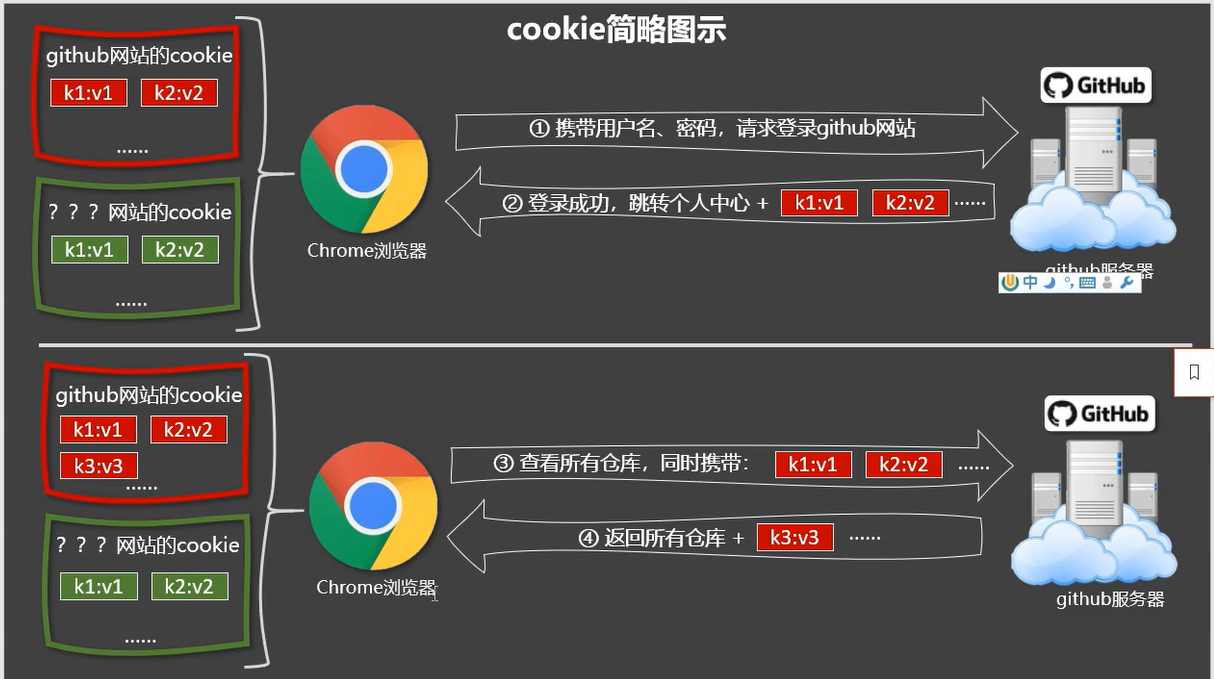 cookie简略图示
github网站的cookie
k1:v1 k2:v2
......
？？？网站的cookie
k1:v1 k2:v2
......
Chrome浏览器
① 携带用户名、密码，请求登录github网站
② 登录成功，跳转个人中心 + k1:v1 k2:v2 ......
GitHub
github服务器
中
github网站的cookie
k1:v1 k2:v2
k3:v3
......
？？？网站的cookie
k1:v1 k2:v2
......
Chrome浏览器
③ 查看所有仓库，同时携带： k1:v1 k2:v2 ......
④ 返回所有仓库 + k3:v3 ......
GitHub
github服务器